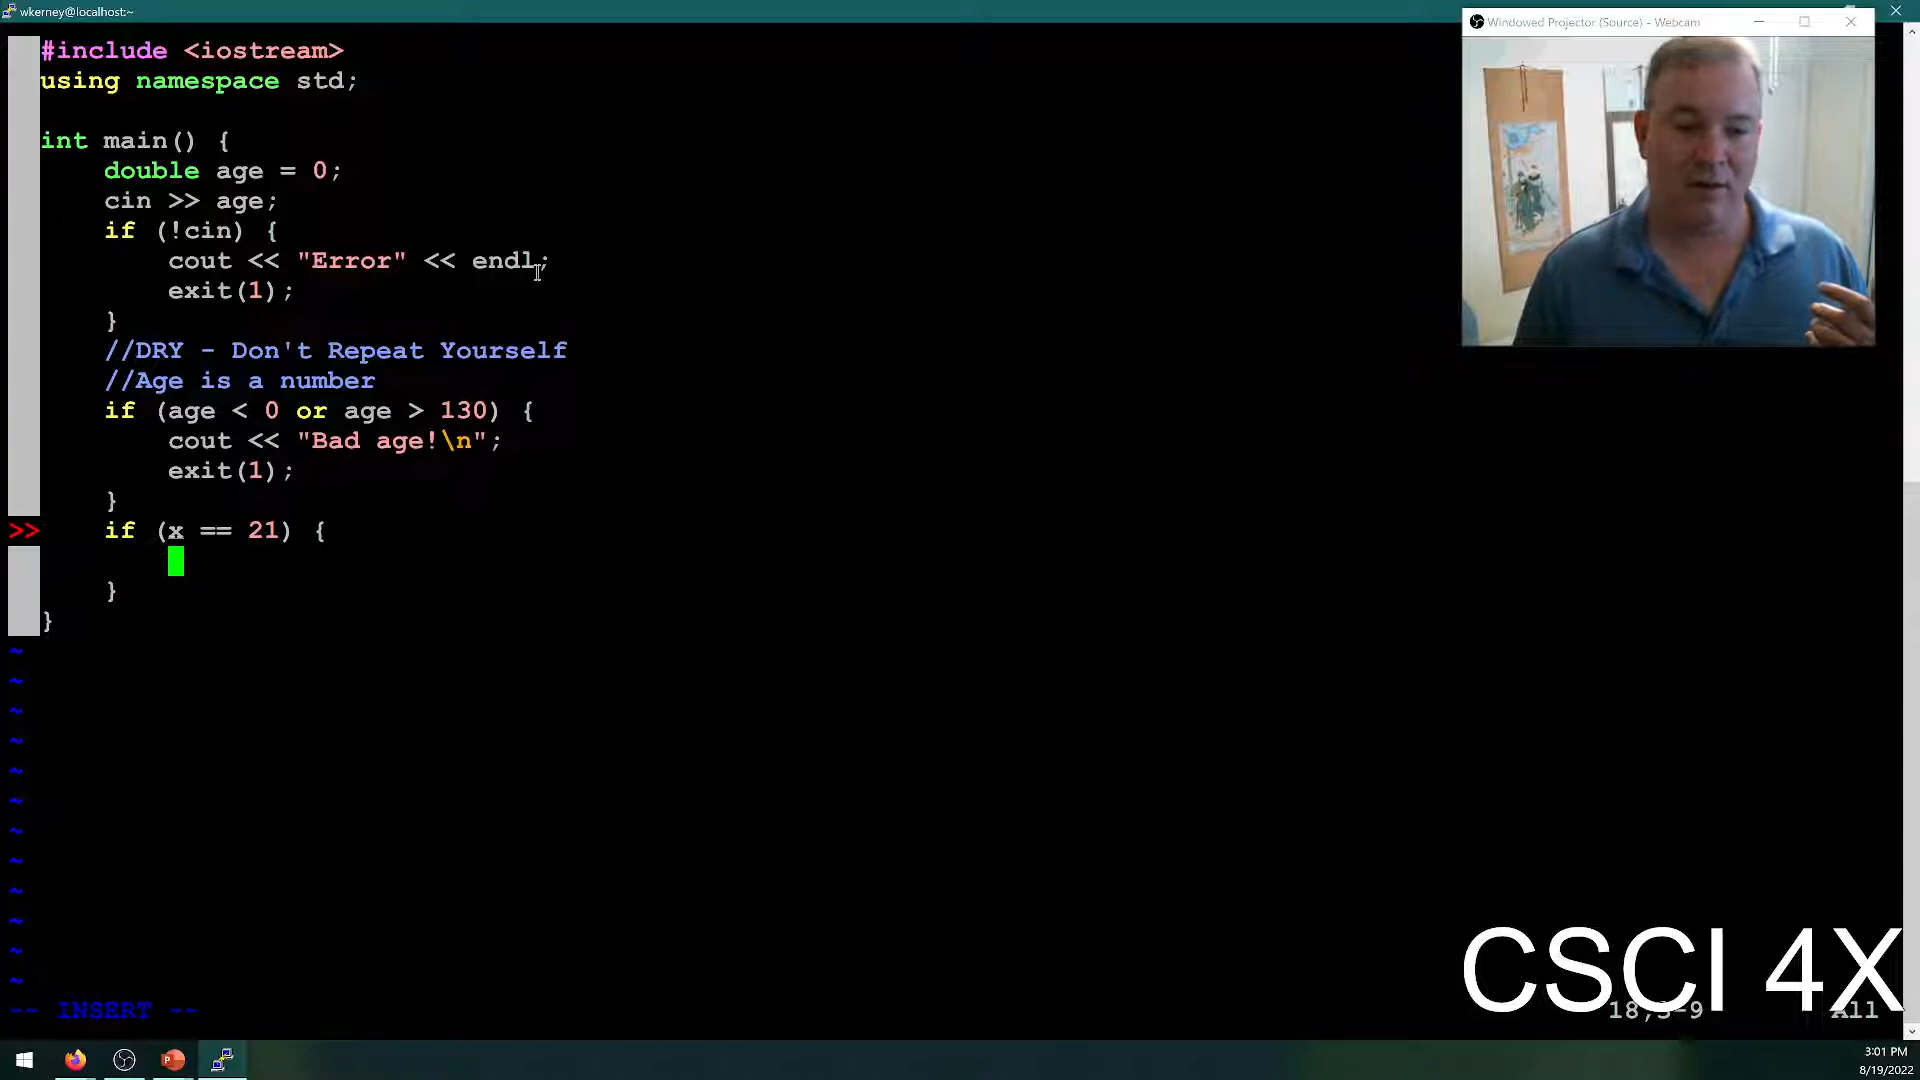 wkerney@localhost:~
Windowed Projector (Source) - Webcam
#include <iostream>
using namespace std;
int main() {
    double age = 0;
    cin >> age;
    if (!cin) {
        cout << "Error" << endl;
        exit(1);
    }
    //DRY - Don't Repeat Yourself
    //Age is a number
    if (age < 0 or age > 130) {
        cout << "Bad age!\n";
        exit(1);
    }
>>    if (x == 21) {
    }
}
~
~
~
~
~
~
~
~
~
~
~
~
CSCI 4X
-- INSERT --
All
3:01 PM
8/19/2022